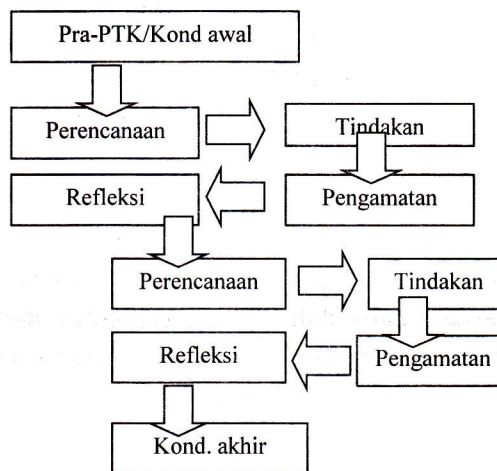 Pra-PTK/Kond awal
Perencanaan
Tindakan
Refleksi
Pengamatan
Perencanaan
Tindakan
Refleksi
Pengamatan
Kond. akhir